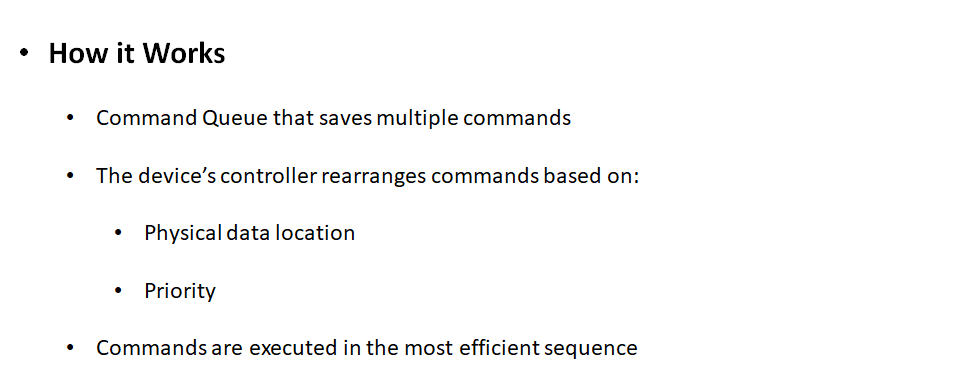 • How it Works
• Command Queue that saves multiple commands
• The device’s controller rearranges commands based on:
• Physical data location
• Priority
• Commands are executed in the most efficient sequence